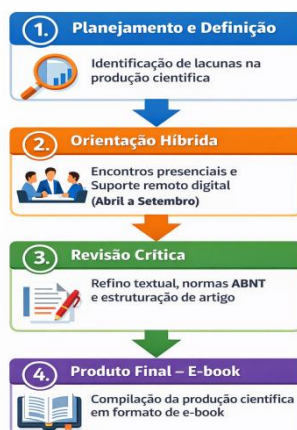 1. Planejamento e Definição
Identificação de lacunas na
produção cientifica
2. Orientação Híbrida
Encontros presenciais e
Suporte remoto digital
(Abril a Setembro)
3. Revisão Crítica
Refino textual, normas ABNT
e estruturação de artigo
4. Produto Final – E-book
Compilação da produção científica
em formato de e-book